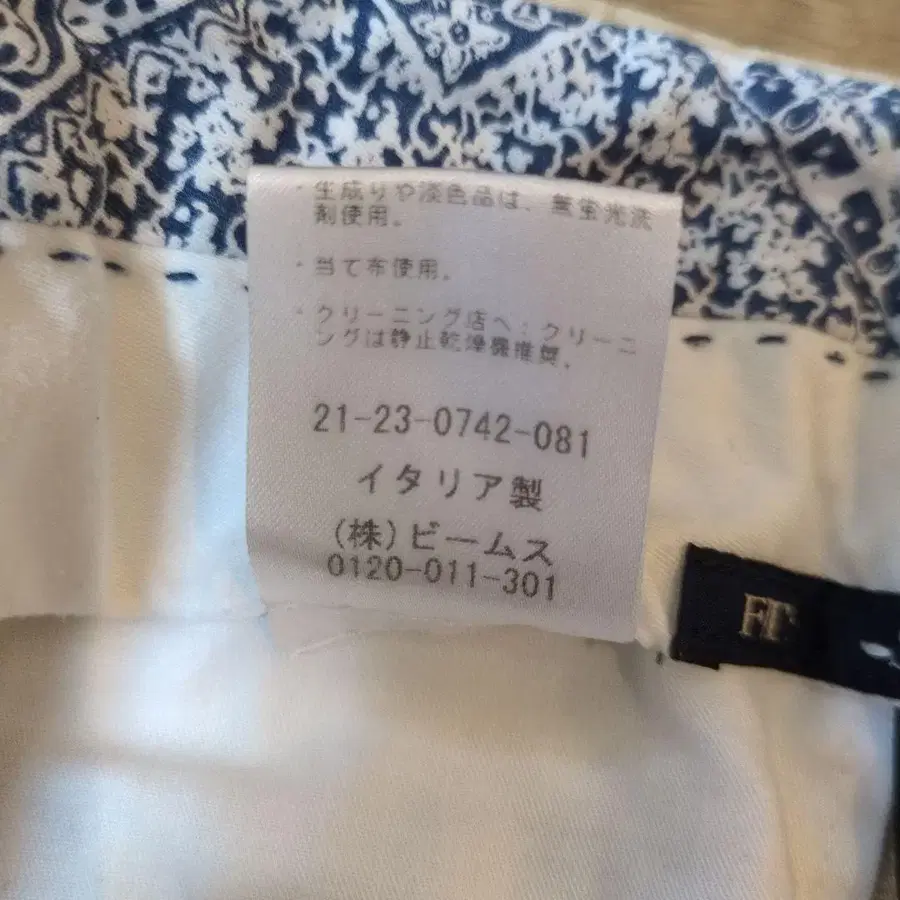 ・生成りや淡色品は、無蛍光洗
剤使用。
・当て布使用。
・クリーニング店へ:クリーニ
ングは静止乾燥機推奨。
21-23-0742-081
イタリア製
(株)ビームス
0120-011-301